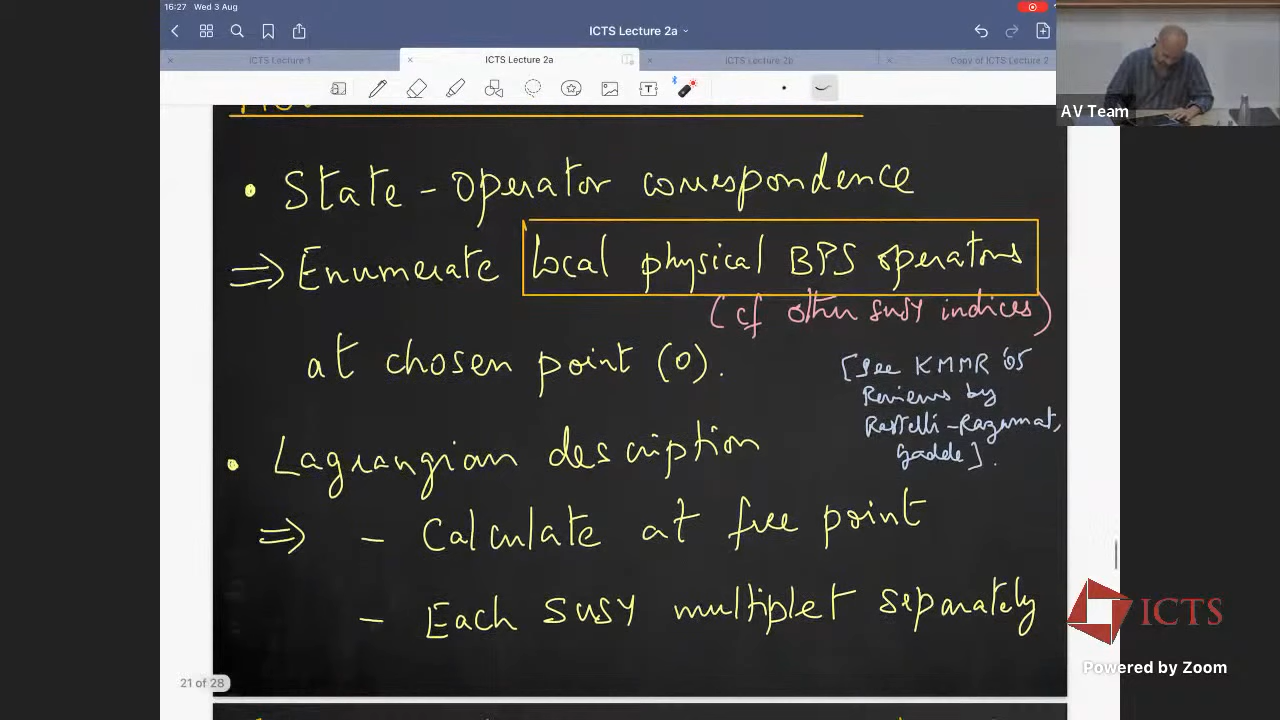 16:27 Wed 3 Aug
ICTS Lecture 2a
ICTS Lecture 1
ICTS Lecture 2a
ICTS Lecture 2b
Copy of ICTS Lecture 2
AV Team
• State-operator correspondence
⇒ Enumerate local physical BPS operators
(cf other susy indices)
at chosen point (0).
[See KMMR '05
Reviews by
Rastelli-Razamat,
Gadde].
• Lagrangian description
⇒ - Calculate at free point
- Each susy multiplet separately
21 of 28
ICTS
Powered by Zoom